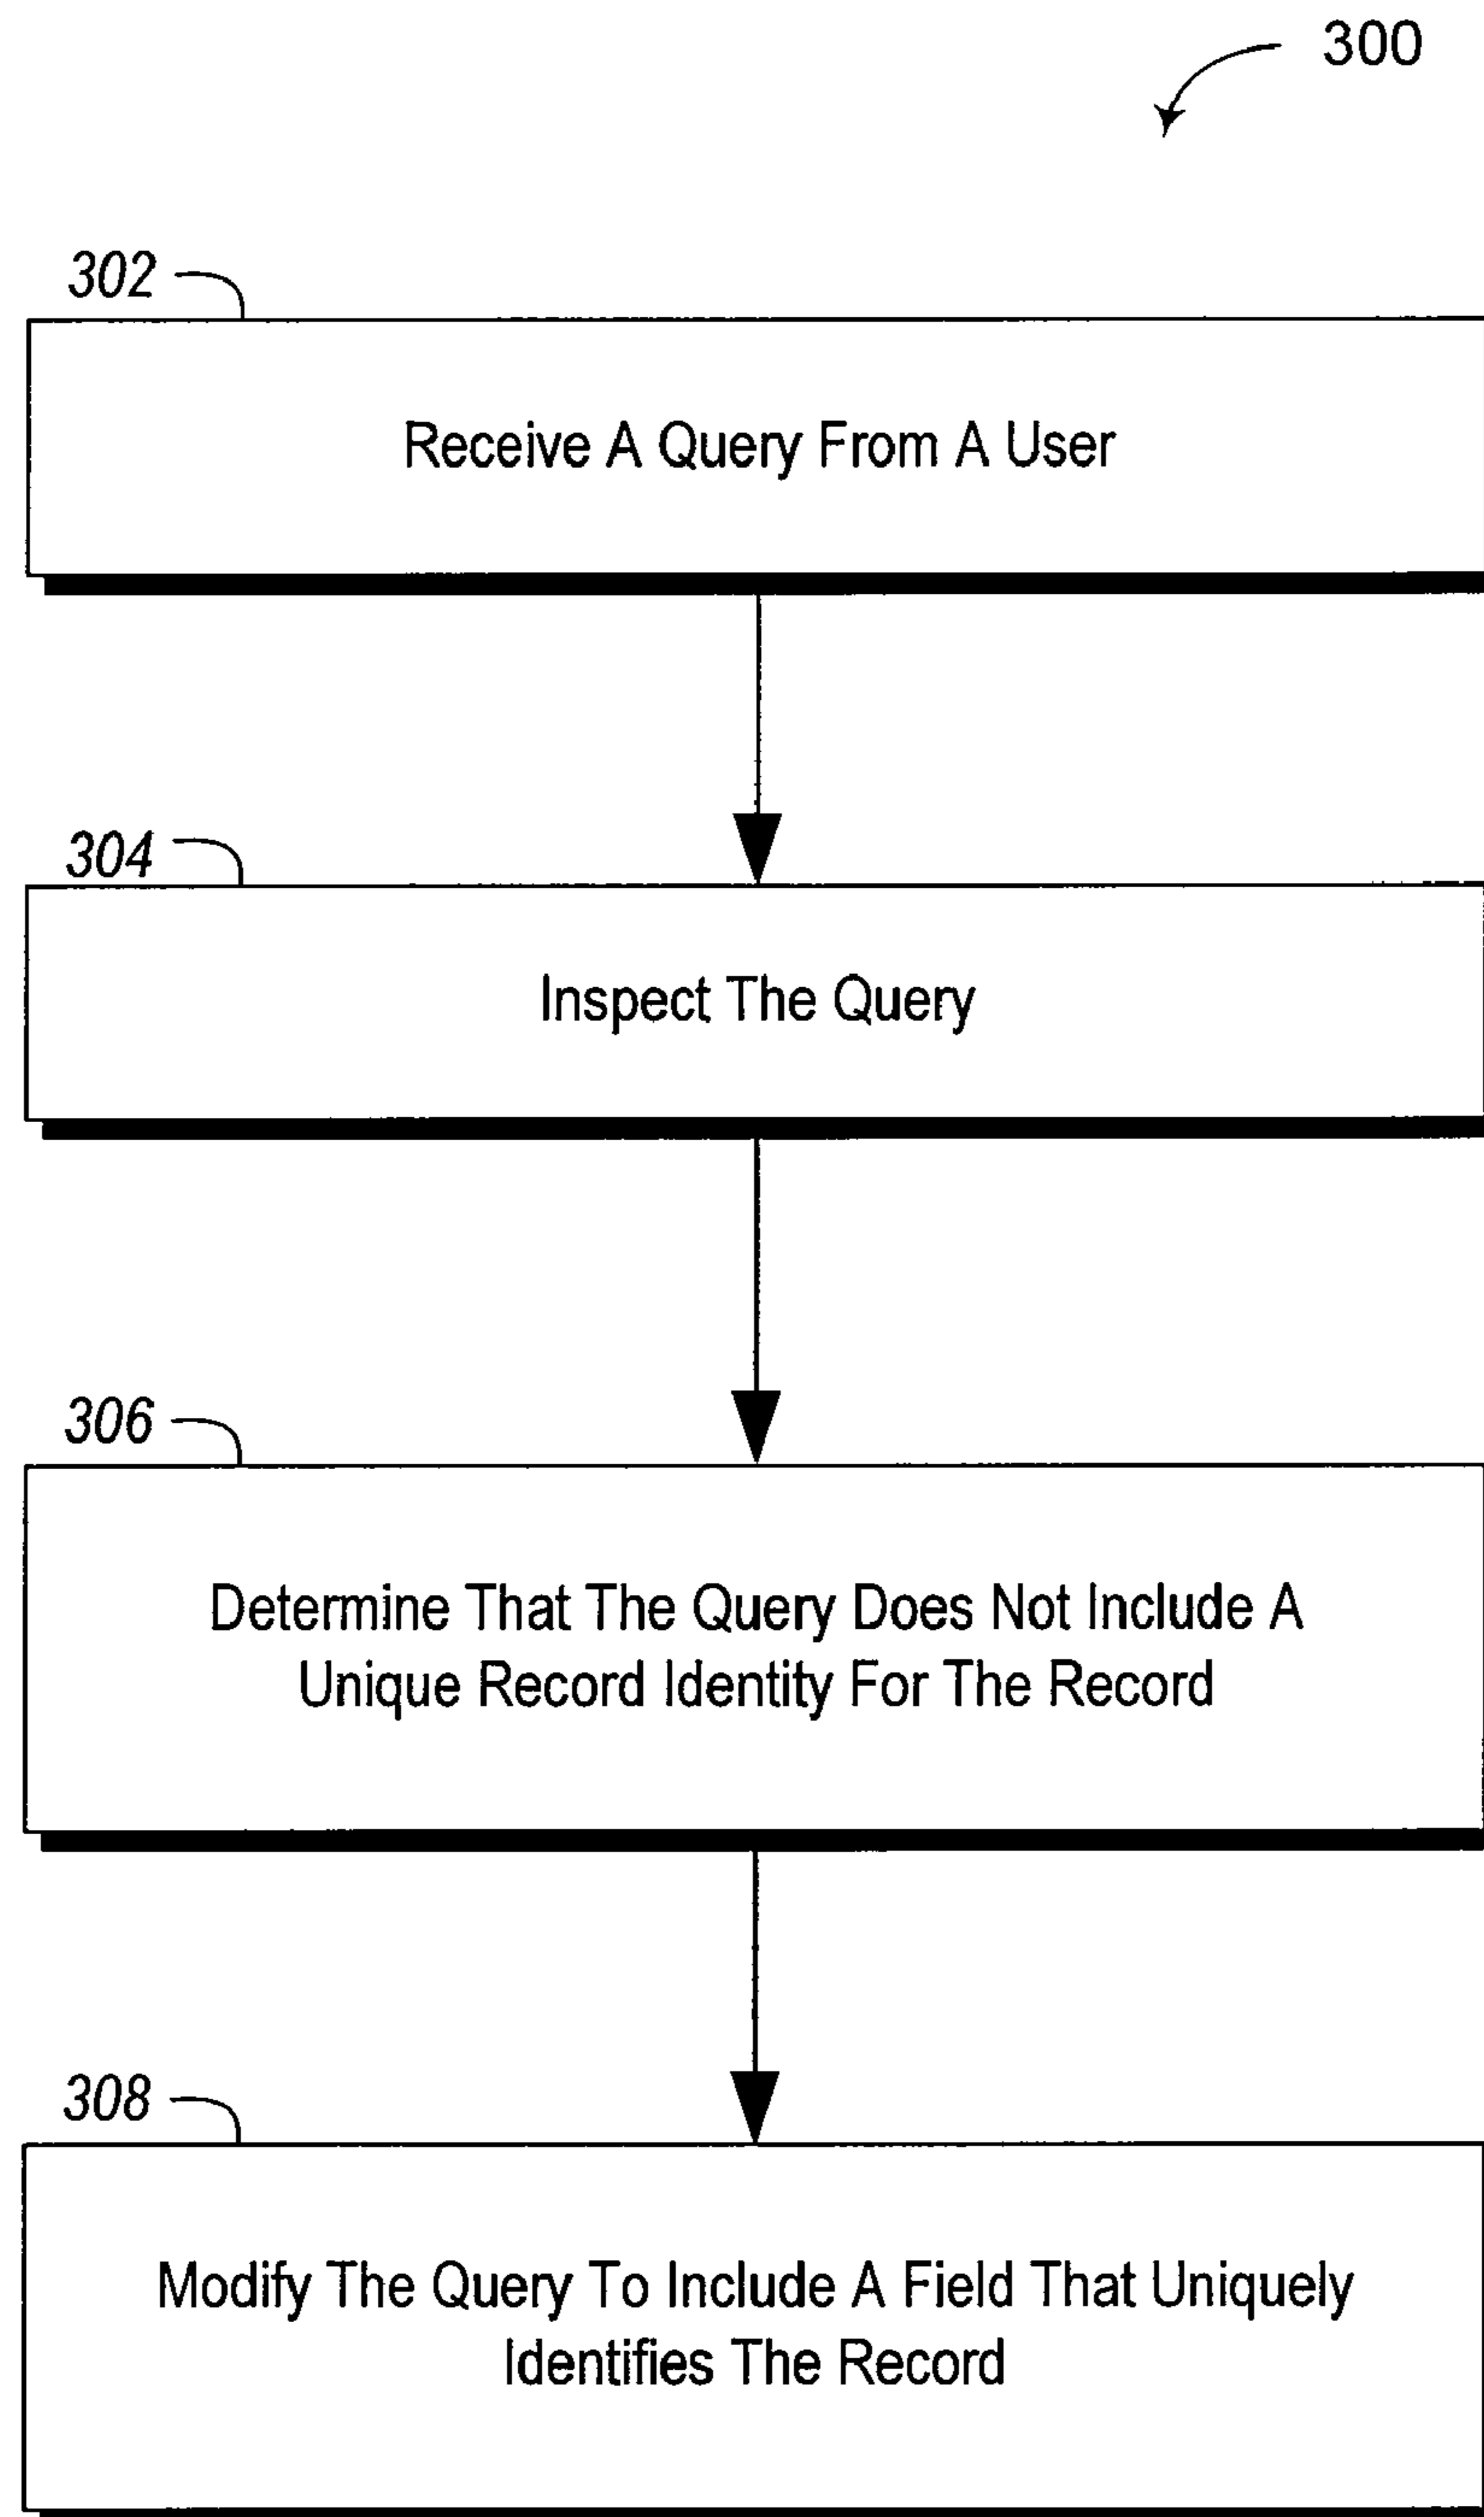 300
302
Receive A Query From A User
304
Inspect The Query
306
Determine That The Query Does Not Include A
Unique Record Identity For The Record
308
Modify The Query To Include A Field That Uniquely
Identifies The Record